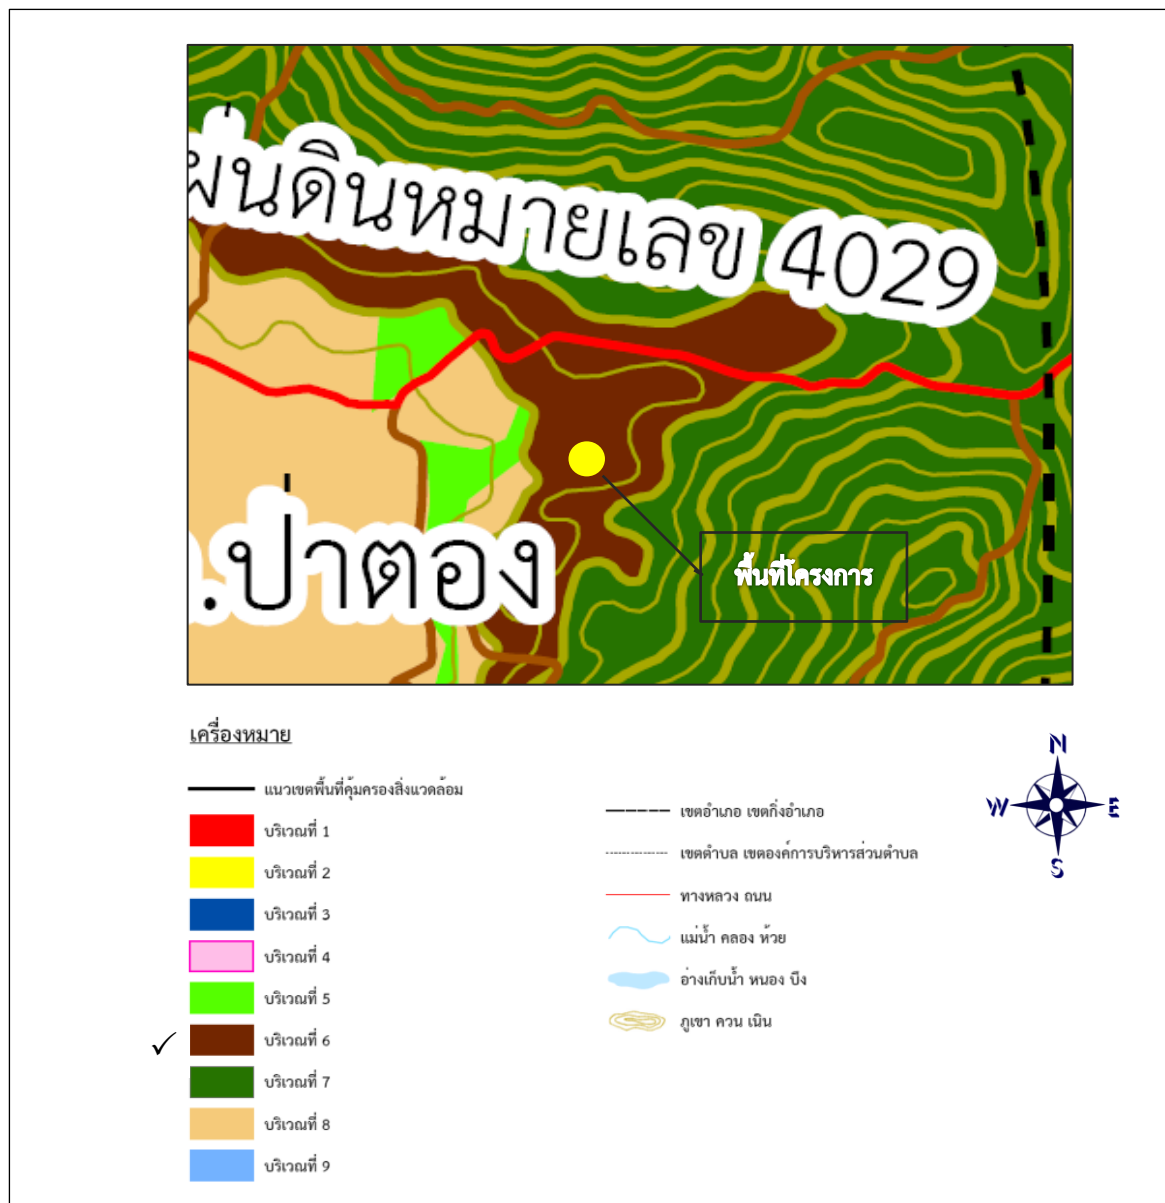 ผ่นดินหมายเลข 4029
.ป่าตอง
พื้นที่โครงการ
เครื่องหมาย
แนวเขตพื้นที่คุ้มครองสิ่งแวดล้อม
บริเวณที่ 1
บริเวณที่ 2
บริเวณที่ 3
บริเวณที่ 4
บริเวณที่ 5
✓ บริเวณที่ 6
บริเวณที่ 7
บริเวณที่ 8
บริเวณที่ 9
เขตอำเภอ เขตกิ่งอำเภอ
เขตตำบล เขตองค์การบริหารส่วนตำบล
ทางหลวง ถนน
แม่น้ำ คลอง ห้วย
อ่างเก็บน้ำ หนอง บึง
ภูเขา ควน เนิน
N
W E
S